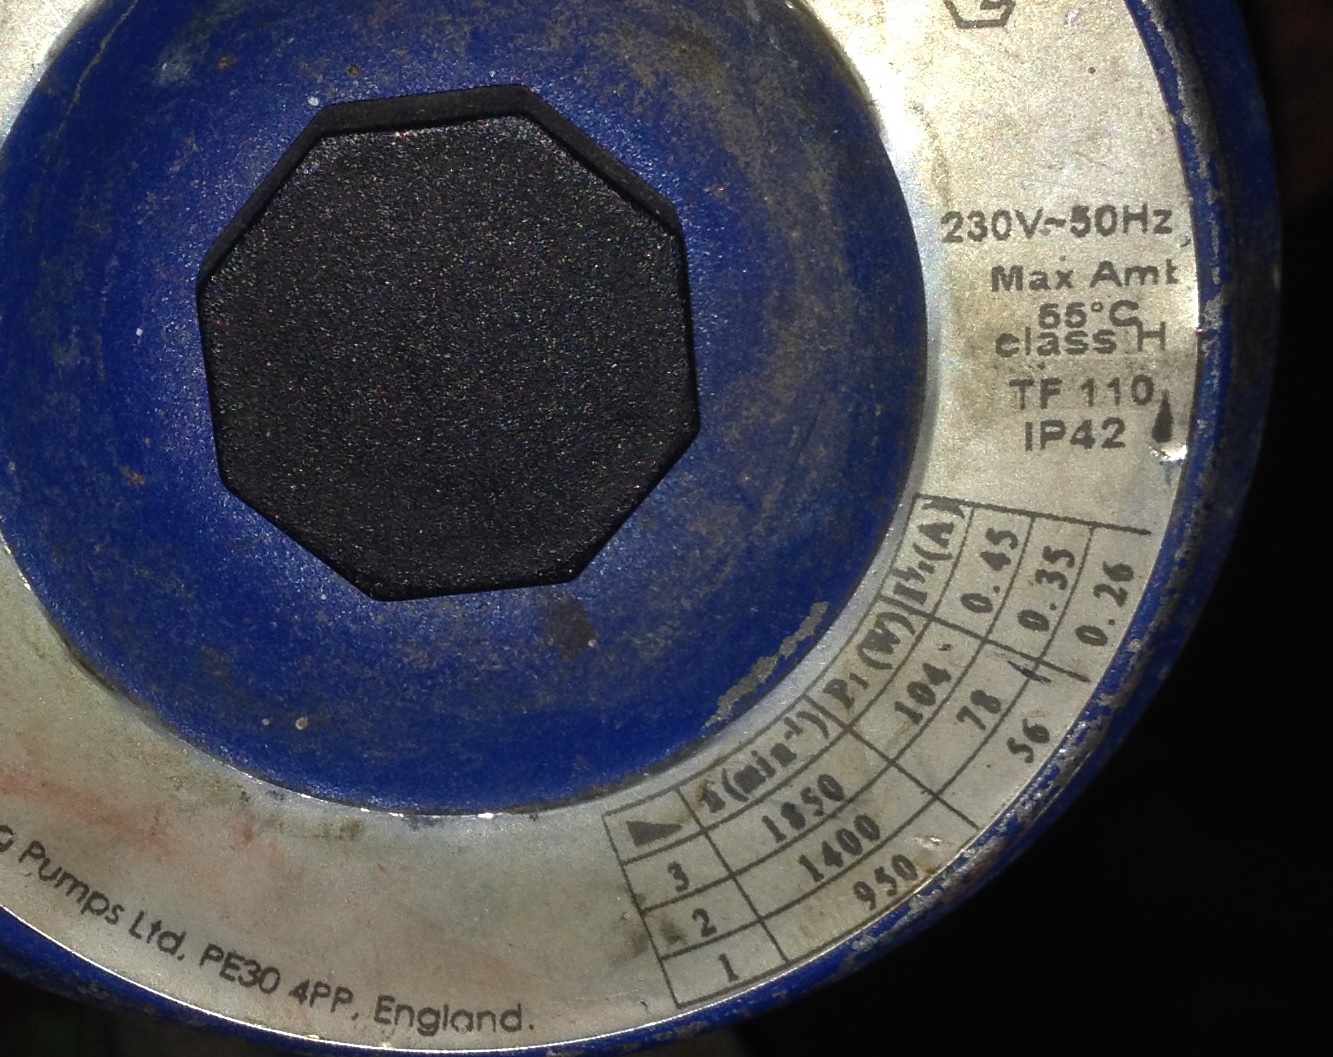 230V~50Hz
Max Amt
55°C
class H
TF 110
IP42
n(min⁻¹) P₁(W) I¹/₁(A)
3 1850 104 0.45
2 1400 78 0.35
1 950 56 0.26
g Pumps Ltd, PE30 4PP, England.